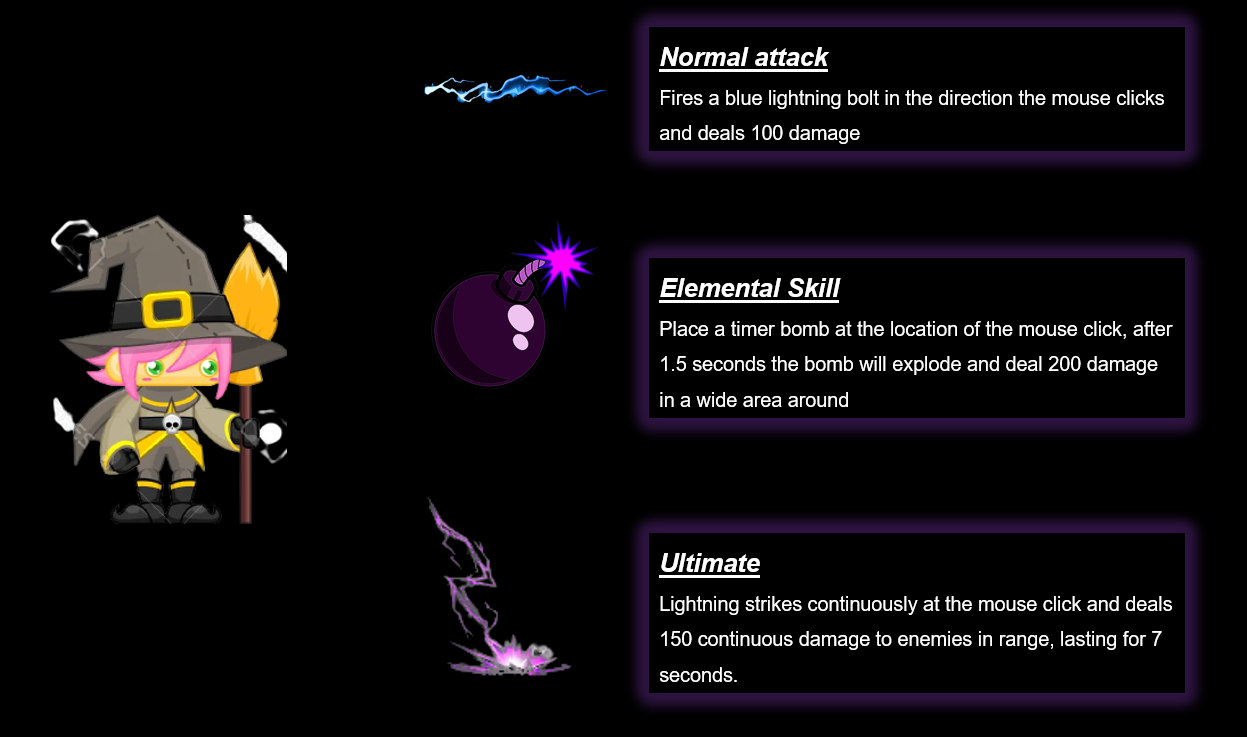 Normal attack
Fires a blue lightning bolt in the direction the mouse clicks
and deals 100 damage
Elemental Skill
Place a timer bomb at the location of the mouse click, after
1.5 seconds the bomb will explode and deal 200 damage
in a wide area around
Ultimate
Lightning strikes continuously at the mouse click and deals
150 continuous damage to enemies in range, lasting for 7
seconds.